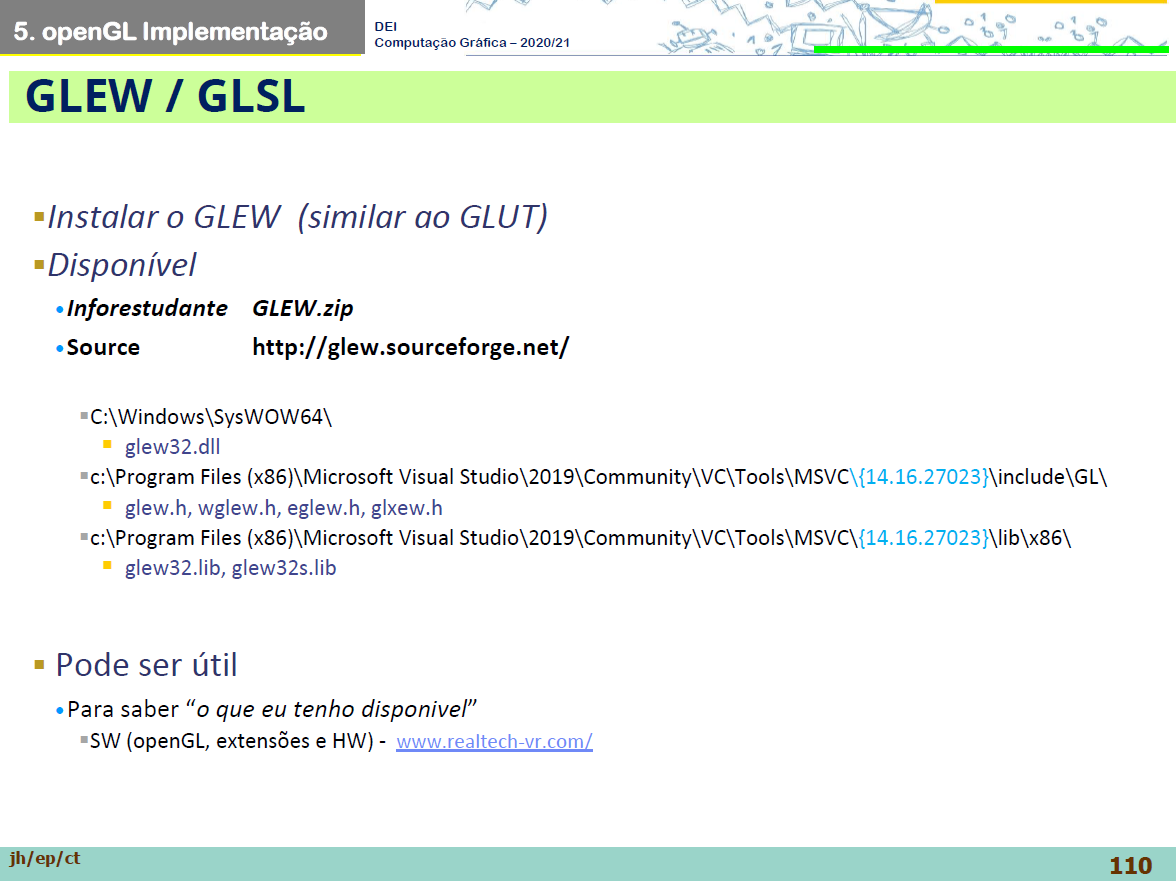 5. openGL Implementação
DEI
Computação Gráfica – 2020/21
GLEW / GLSL
Instalar o GLEW (similar ao GLUT)
Disponível
Inforestudante GLEW.zip
Source http://glew.sourceforge.net/
C:\Windows\SysWOW64\
glew32.dll
c:\Program Files (x86)\Microsoft Visual Studio\2019\Community\VC\Tools\MSVC\{14.16.27023}\include\GL\
glew.h, wglew.h, eglew.h, glxew.h
c:\Program Files (x86)\Microsoft Visual Studio\2019\Community\VC\Tools\MSVC\{14.16.27023}\lib\x86\
glew32.lib, glew32s.lib
Pode ser útil
Para saber “o que eu tenho disponivel”
SW (openGL, extensões e HW) - www.realtech-vr.com/
jh/ep/ct
110